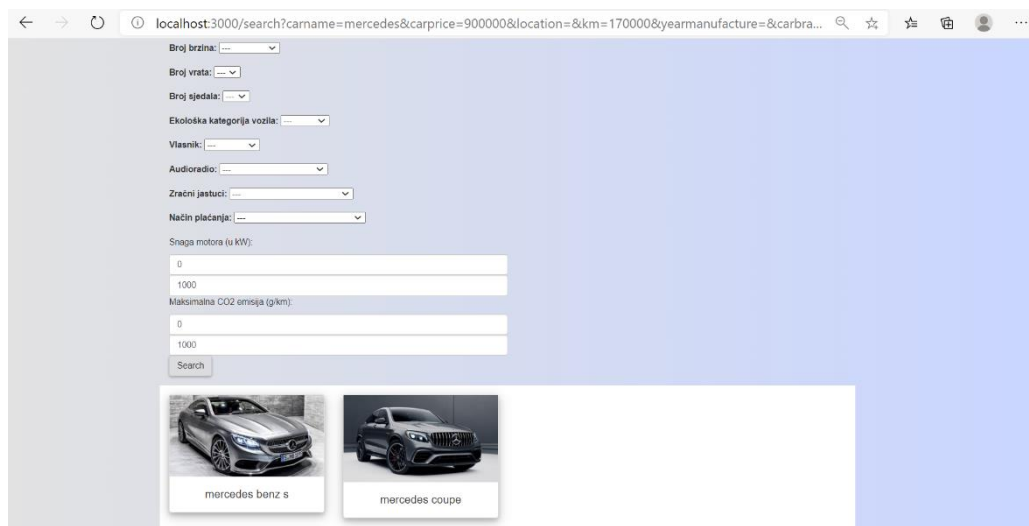 localhost:3000/search?carname=mercedes&carprice=900000&location=&km=170000&yearmanufacture=&carbra...
Broj brzina: ---
Broj vrata: ---
Broj sjedala: ---
Ekološka kategorija vozila: ---
Vlasnik: ---
Audioradio: ---
Zračni jastuci: ---
Način plaćanja: ---
Snaga motora (u kW):
0
1000
Maksimalna CO2 emisija (g/km):
0
1000
Search
mercedes benz s
mercedes coupe